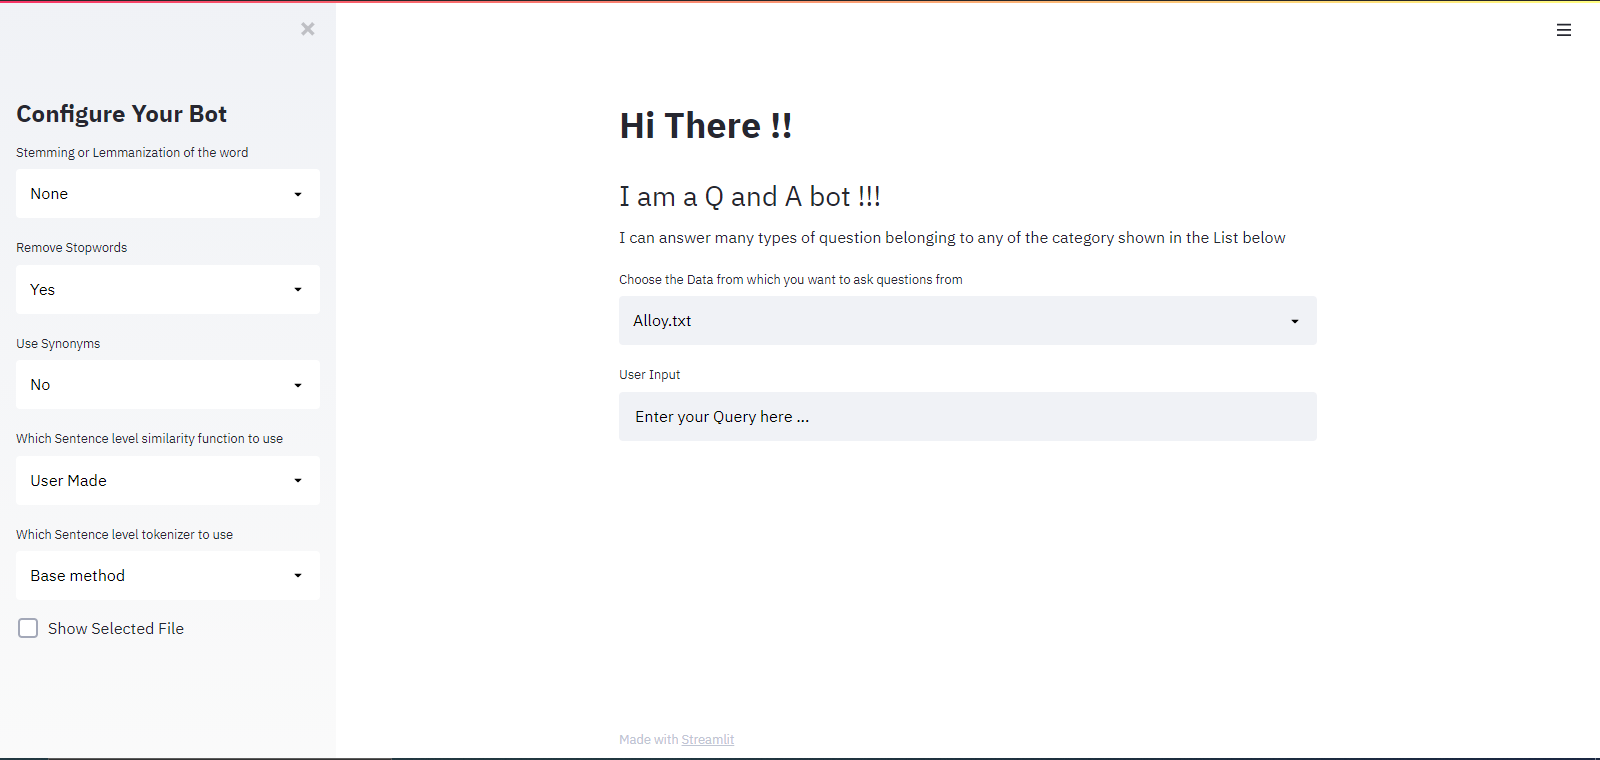 Configure Your Bot
Stemming or Lemmanization of the word
None
Remove Stopwords
Yes
Use Synonyms
No
Which Sentence level similarity function to use
User Made
Which Sentence level tokenizer to use
Base method
Show Selected File
Hi There !!
I am a Q and A bot !!!
I can answer many types of question belonging to any of the category shown in the List below
Choose the Data from which you want to ask questions from
Alloy.txt
User Input
Enter your Query here ...
Made with Streamlit